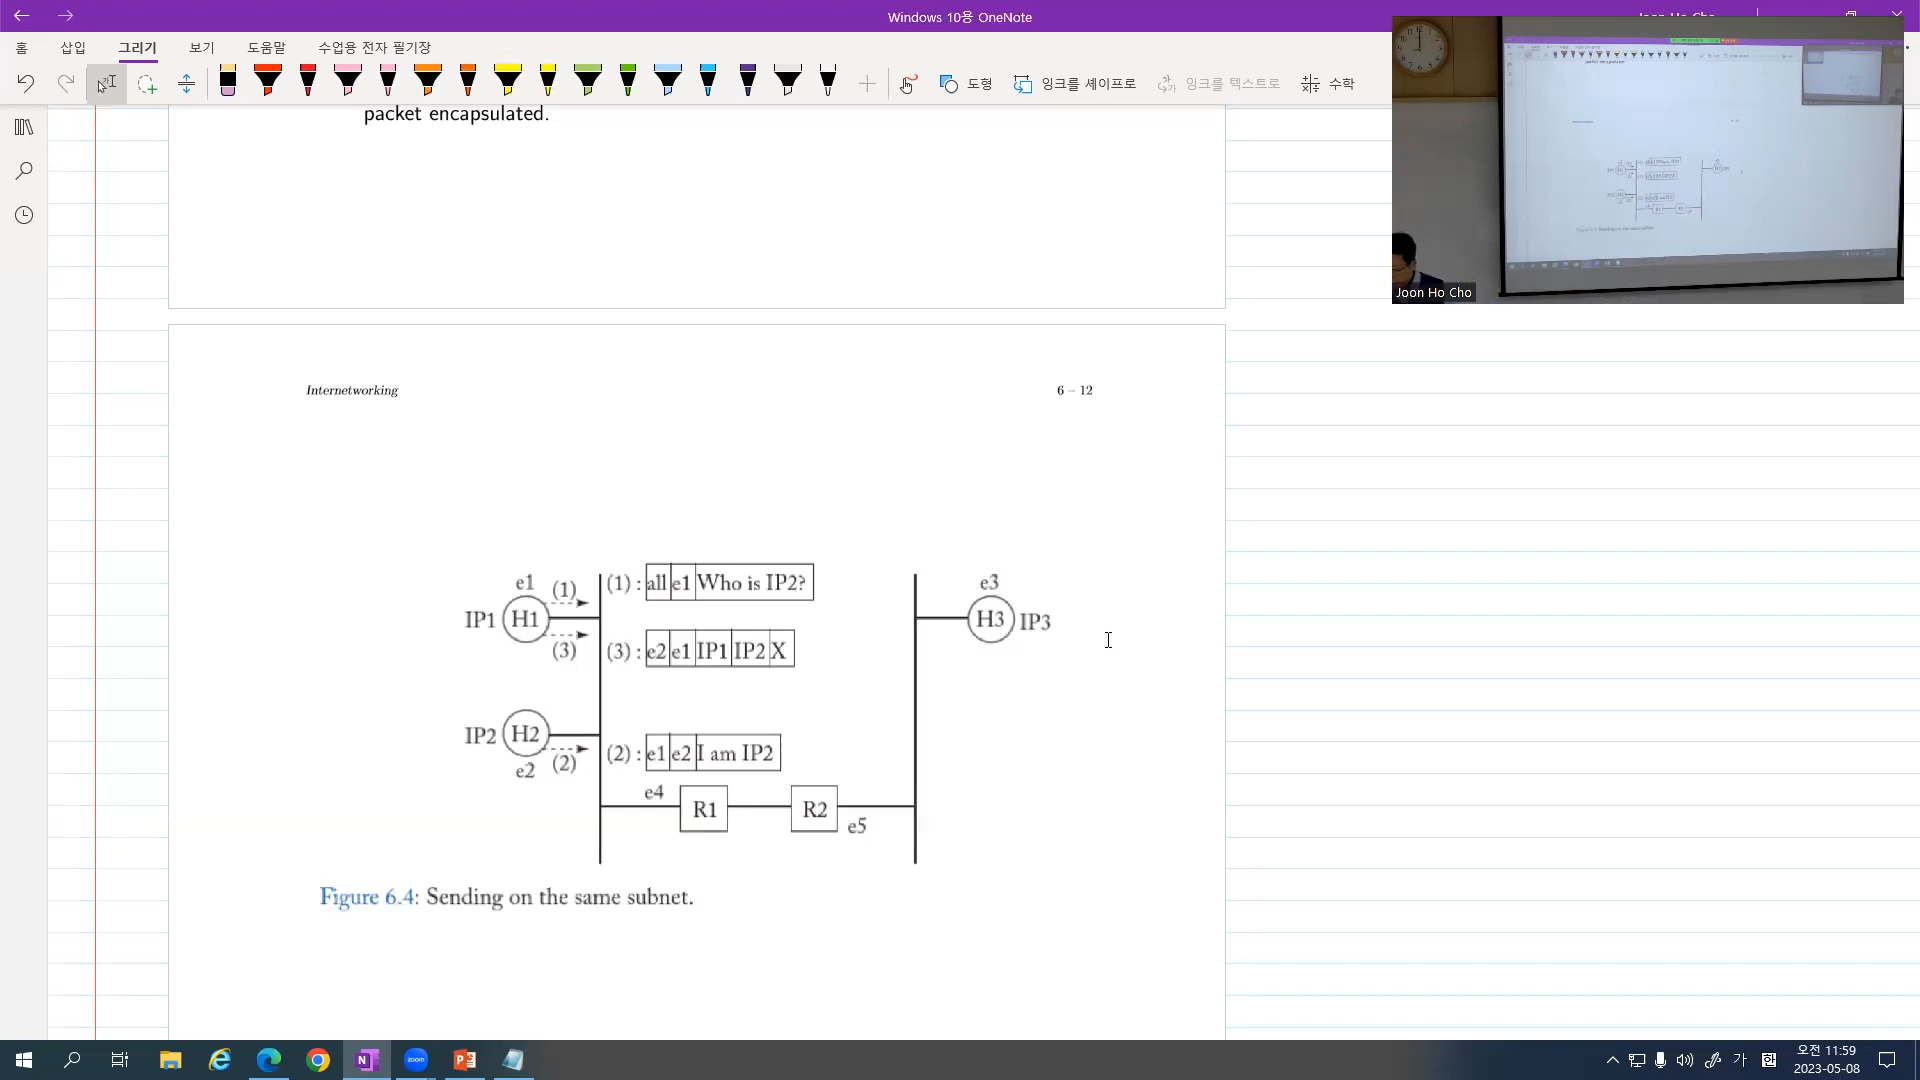 Windows 10용 OneNote
홈 삽입 그리기 보기 도움말 수업용 전자 필기장
도형 잉크를 셰이프로 잉크를 텍스트로 수학
packet encapsulated.
Joon Ho Cho
Internetworking 6 – 12
e1 (1) (1) : all e1 Who is IP2? e3
IP1 H1 H3 IP3
(3) (3) : e2 e1 IP1 IP2 X
IP2 H2
e2 (2) (2) : e1 e2 I am IP2
e4
R1 R2
e5
Figure 6.4: Sending on the same subnet.
zoom
가 한
오전 11:59
2023-05-08